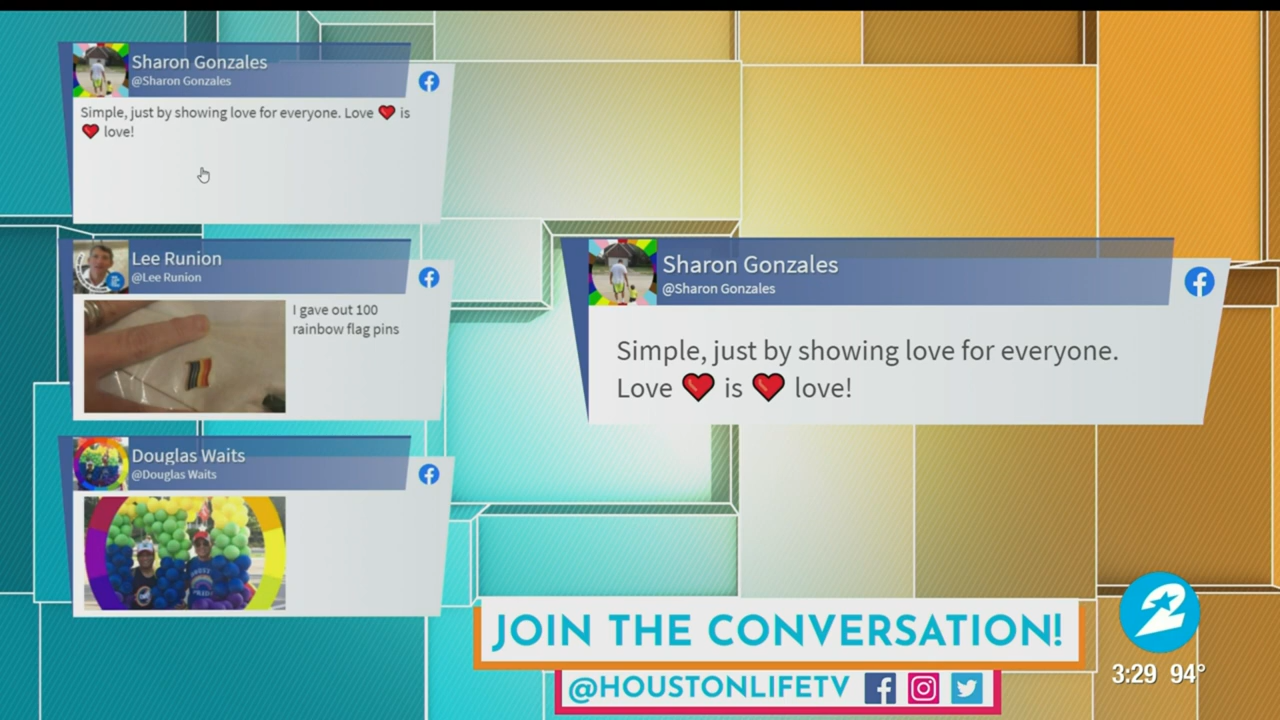 Sharon Gonzales
@Sharon Gonzales
Simple, just by showing love for everyone. Love ❤️ is
❤️ love!
Lee Runion
@Lee Runion
I gave out 100
rainbow flag pins
Douglas Waits
@Douglas Waits
Sharon Gonzales
@Sharon Gonzales
Simple, just by showing love for everyone.
Love ❤️ is ❤️ love!
JOIN THE CONVERSATION!
@HOUSTONLIFETV
2
3:29 94°